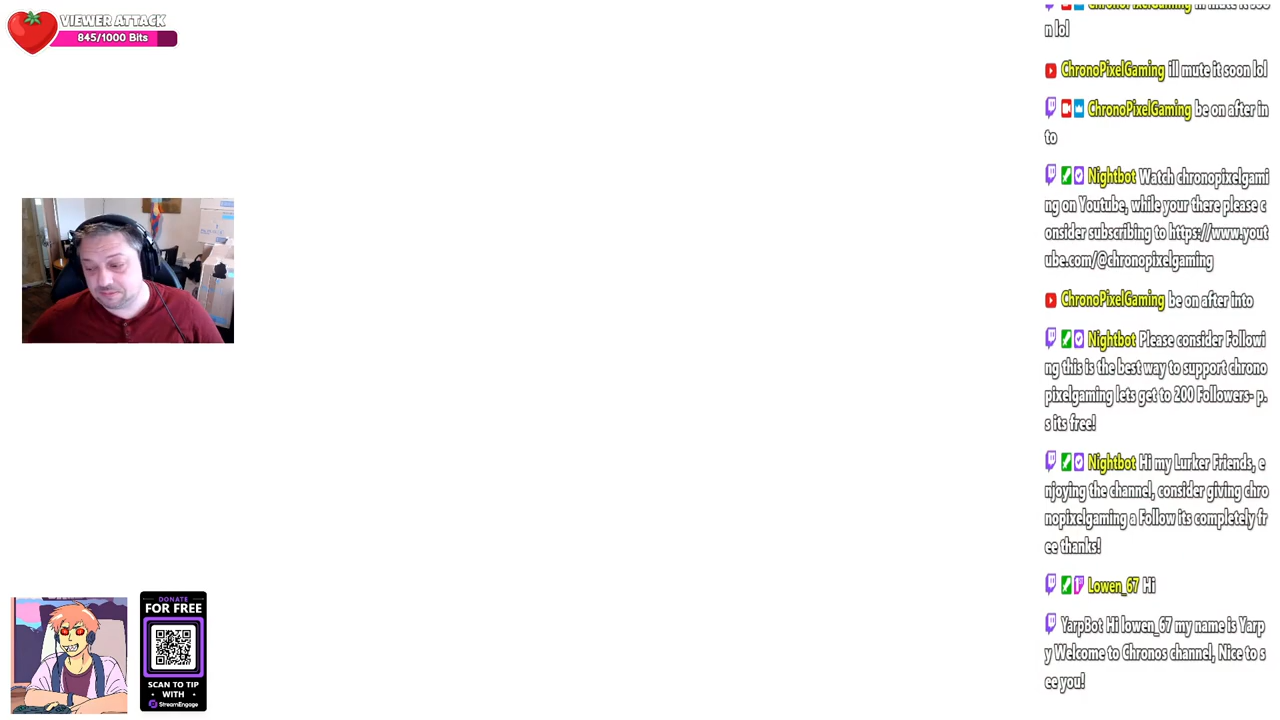 VIEWER ATTACK
845/1000 Bits
n lol
ChronoPixelGaming ill mute it soon lol
ChronoPixelGaming be on after in
to
Nightbot Watch chronopixelgami
ng on Youtube, while your there please c
onsider subscribing to https://www.yout
ube.com/@chronopixelgaming
ChronoPixelGaming be on after into
Nightbot Please consider Followi
ng this is the best way to support chrono
pixelgaming lets get to 200 Followers- p.
s its free!
Nightbot Hi my Lurker Friends, e
njoying the channel, consider giving chro
nopixelgaming a Follow its completely fr
ee thanks!
Lowen_67 Hi
YarpBot Hi lowen_67 my name is Yarp
y Welcome to Chronos channel, Nice to s
ee you!
DONATE
FOR FREE
SCAN TO TIP
WITH
StreamEngage